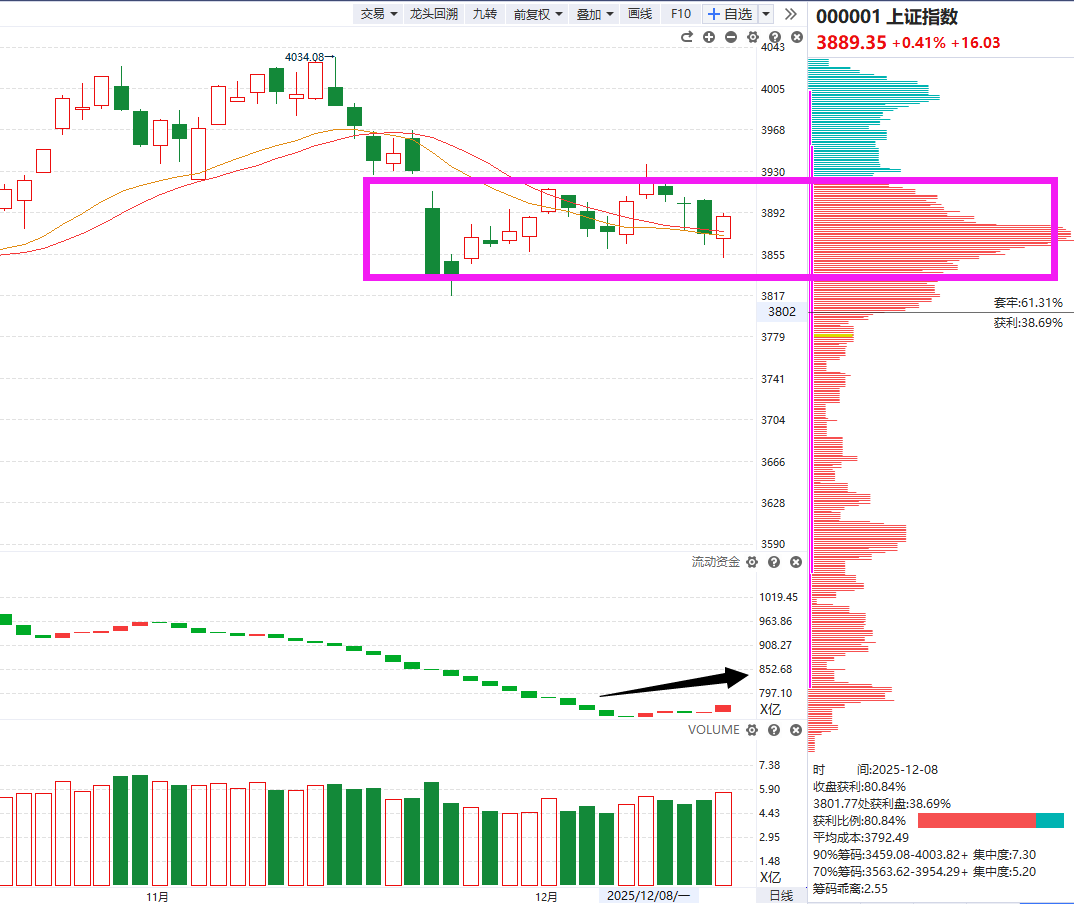 交易 龙头回溯 九转 前复权 叠加 画线 F10 自选
000001 上证指数
3889.35 +0.41% +16.03
4034.08
4043
4005
3968
3930
3892
3855
3817
3802
3779
3741
3704
3666
3628
3590
套牢:61.31%
获利:38.69%
流动资金
1019.45
963.86
908.27
852.68
797.10
X亿
VOLUME
7.38
5.90
4.43
2.95
1.48
X亿
11月 12月 2025/12/08/一 日线
时 间:2025-12-08
收盘获利:80.84%
3801.77处获利盘:38.69%
获利比例:80.84%
平均成本:3792.49
90%筹码:3459.08-4003.82+ 集中度:7.30
70%筹码:3563.62-3954.29+ 集中度:5.20
筹码乖离:2.55